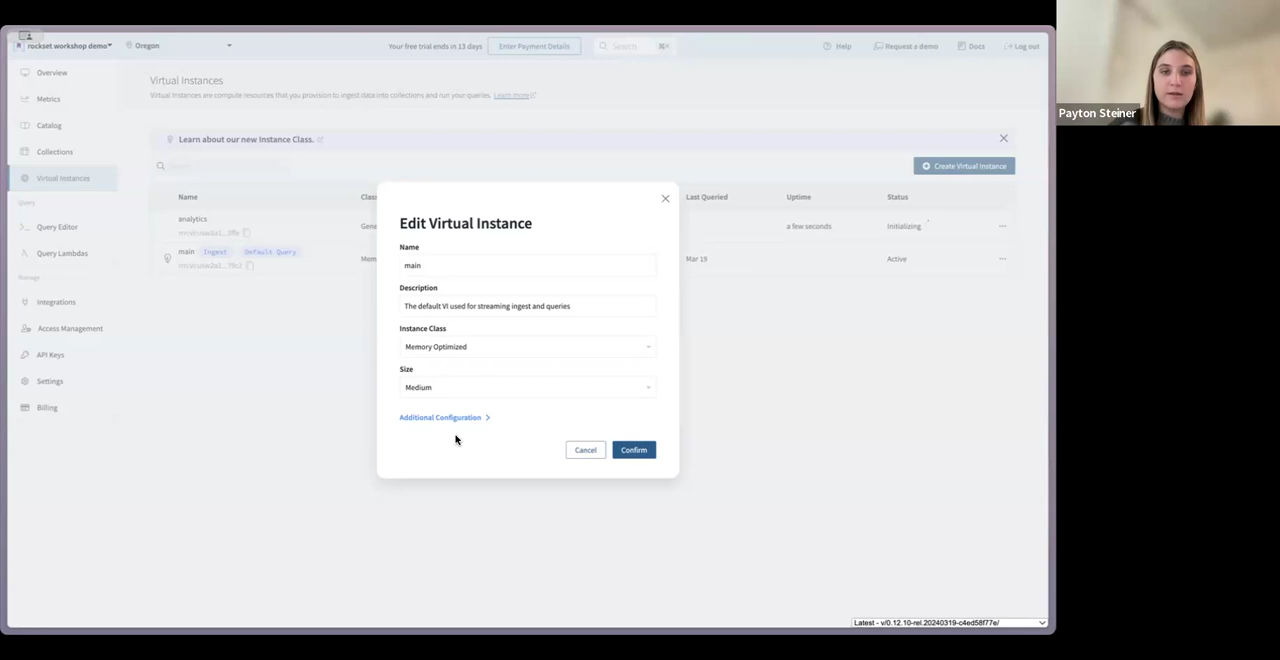 rockset workshop demo
Oregon
Your free trial ends in 13 days
Enter Payment Details
Search
Help
Request a demo
Docs
Log out
Overview
Metrics
Catalog
Collections
Virtual Instances
Query
Query Editor
Query Lambdas
Manage
Integrations
Access Management
API Keys
Settings
Billing
Virtual Instances
Virtual Instances are compute resources that you provision to ingest data into collections and run your queries. Learn more
Learn about our new Instance Class.
Create Virtual Instance
Name
Clas
Last Queried
Uptime
Status
analytics
Gene
a few seconds
Initializing
main
Ingest
Default Query
Mem
Mar 19
Active
Edit Virtual Instance
Name
main
Description
The default VI used for streaming ingest and queries
Instance Class
Memory Optimized
Size
Medium
Additional Configuration
Cancel
Confirm
Latest - v/0.12.10-rel.20240319-c4ed58f77e/
Payton Steiner